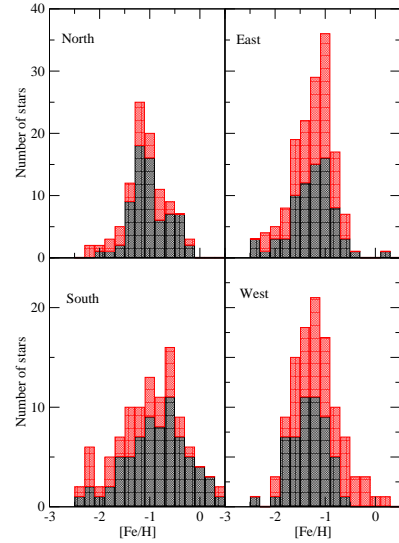 40
30
20
10
0
Number of stars
North
East
20
10
0
Number of stars
South
West
-3 -2 -1 0 -3 -2 -1 0
[Fe/H] [Fe/H]